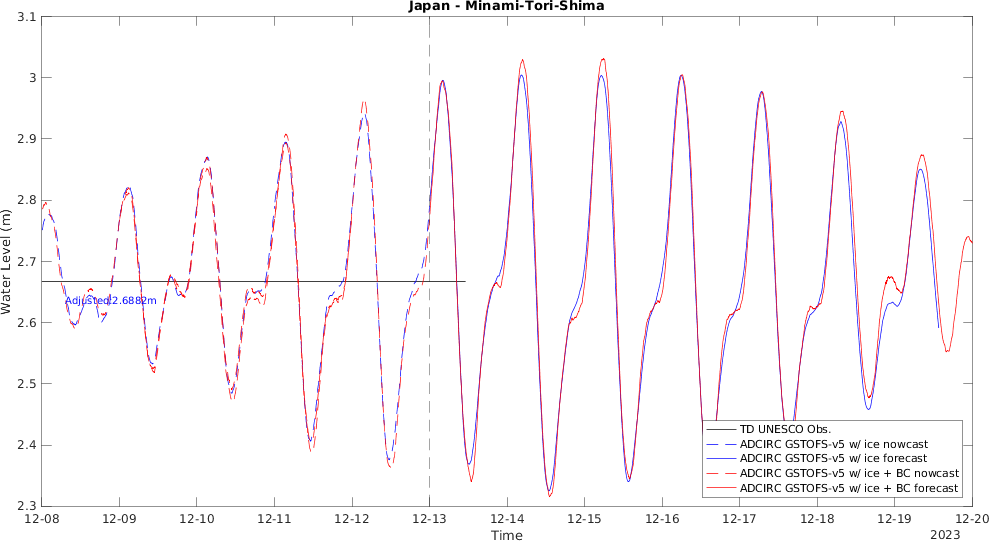 Japan - Minami-Tori-Shima
3.1
3
2.9
2.8
2.7
2.6
2.5
2.4
2.3
Water Level (m)
Adjusted2.6882m
TD UNESCO Obs.
ADCIRC GSTOFS-v5 w/ ice nowcast
ADCIRC GSTOFS-v5 w/ ice forecast
ADCIRC GSTOFS-v5 w/ ice + BC nowcast
ADCIRC GSTOFS-v5 w/ ice + BC forecast
12-08 12-09 12-10 12-11 12-12 12-13 12-14 12-15 12-16 12-17 12-18 12-19 12-20
Time
2023